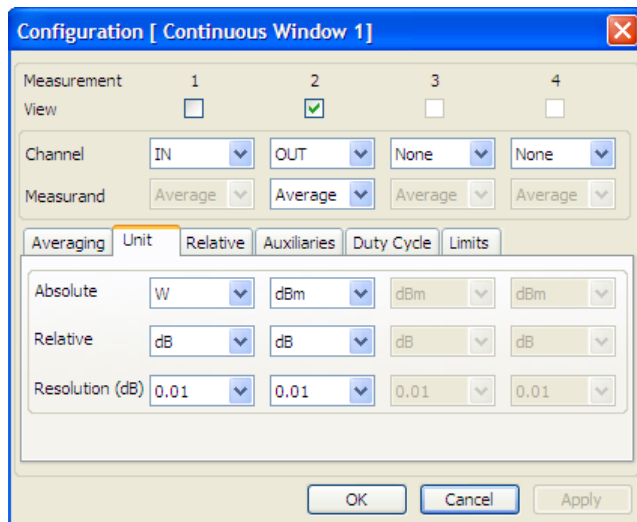 Configuration [ Continuous Window 1]
Measurement 1 2 3 4
View
Channel IN OUT None None
Measurand Average Average Average Average
Averaging Unit Relative Auxiliaries Duty Cycle Limits
Absolute W dBm dBm dBm
Relative dB dB dB dB
Resolution (dB) 0.01 0.01 0.01 0.01
OK Cancel Apply